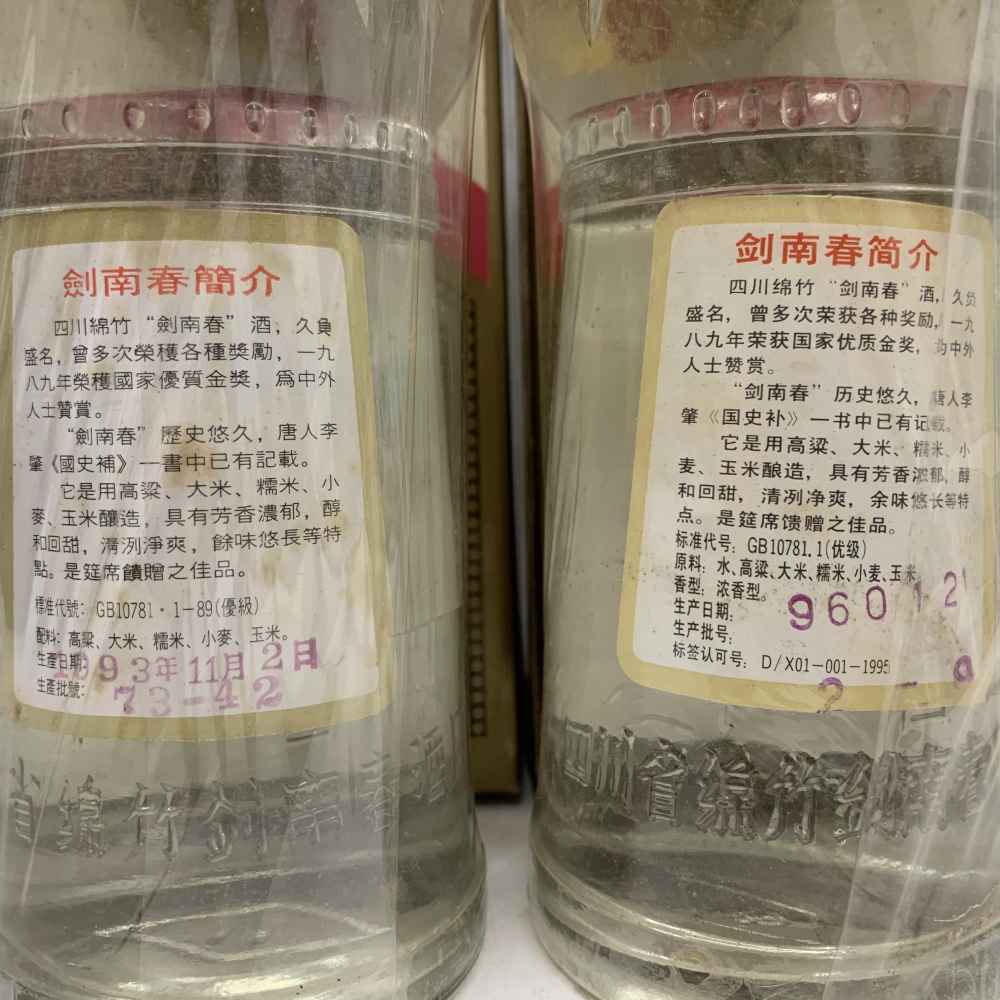 劍南春簡介
四川綿竹“劍南春”酒，久負
盛名，曾多次榮穫各種獎勵，一九
八九年榮穫國家優質金獎，爲中外
人士贊賞。
“劍南春”歷史悠久，唐人李
肇《國史補》一書中已有記載。
它是用高粱、大米、糯米、小
麥、玉米釀造，具有芳香濃郁，醇
和回甜，清冽淨爽，餘味悠長等特
點。是筵席饋贈之佳品。
標准代號：GB10781·1-89(優級)
配料：高粱、大米、糯米、小麥、玉米。
生産日期：1993年11月2日
生産批號：73-42
省綿竹劍南春酒
剑南春简介
四川绵竹“剑南春”酒，久负
盛名，曾多次荣获各种奖励，一九
八九年荣获国家优质金奖，为中外
人士赞赏。
“剑南春”历史悠久，唐人李
肇《国史补》一书中已有记载。
它是用高粱、大米、糯米、小
麦、玉米酿造，具有芳香浓郁，醇
和回甜，清冽净爽，余味悠长等特
点。是筵席馈赠之佳品。
标准代号：GB10781.1(优级)
原料：水、高粱、大米、糯米、小麦、玉米
香型：浓香型。
生产日期：960121
生产批号：
标签认可号：D/X01-001-1995
四川省綿竹劍南春